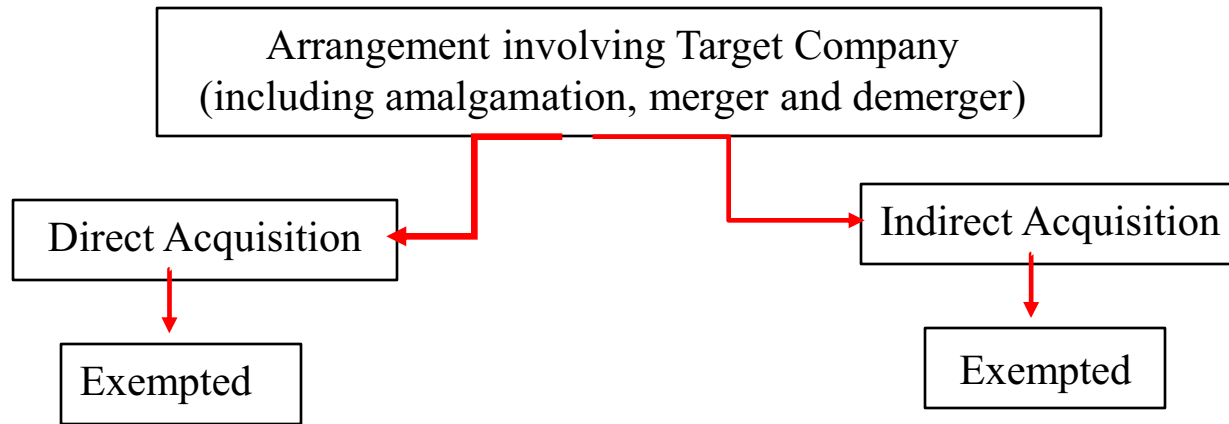 Arrangement involving Target Company
(including amalgamation, merger and demerger)
Direct Acquisition
Indirect Acquisition
Exempted
Exempted